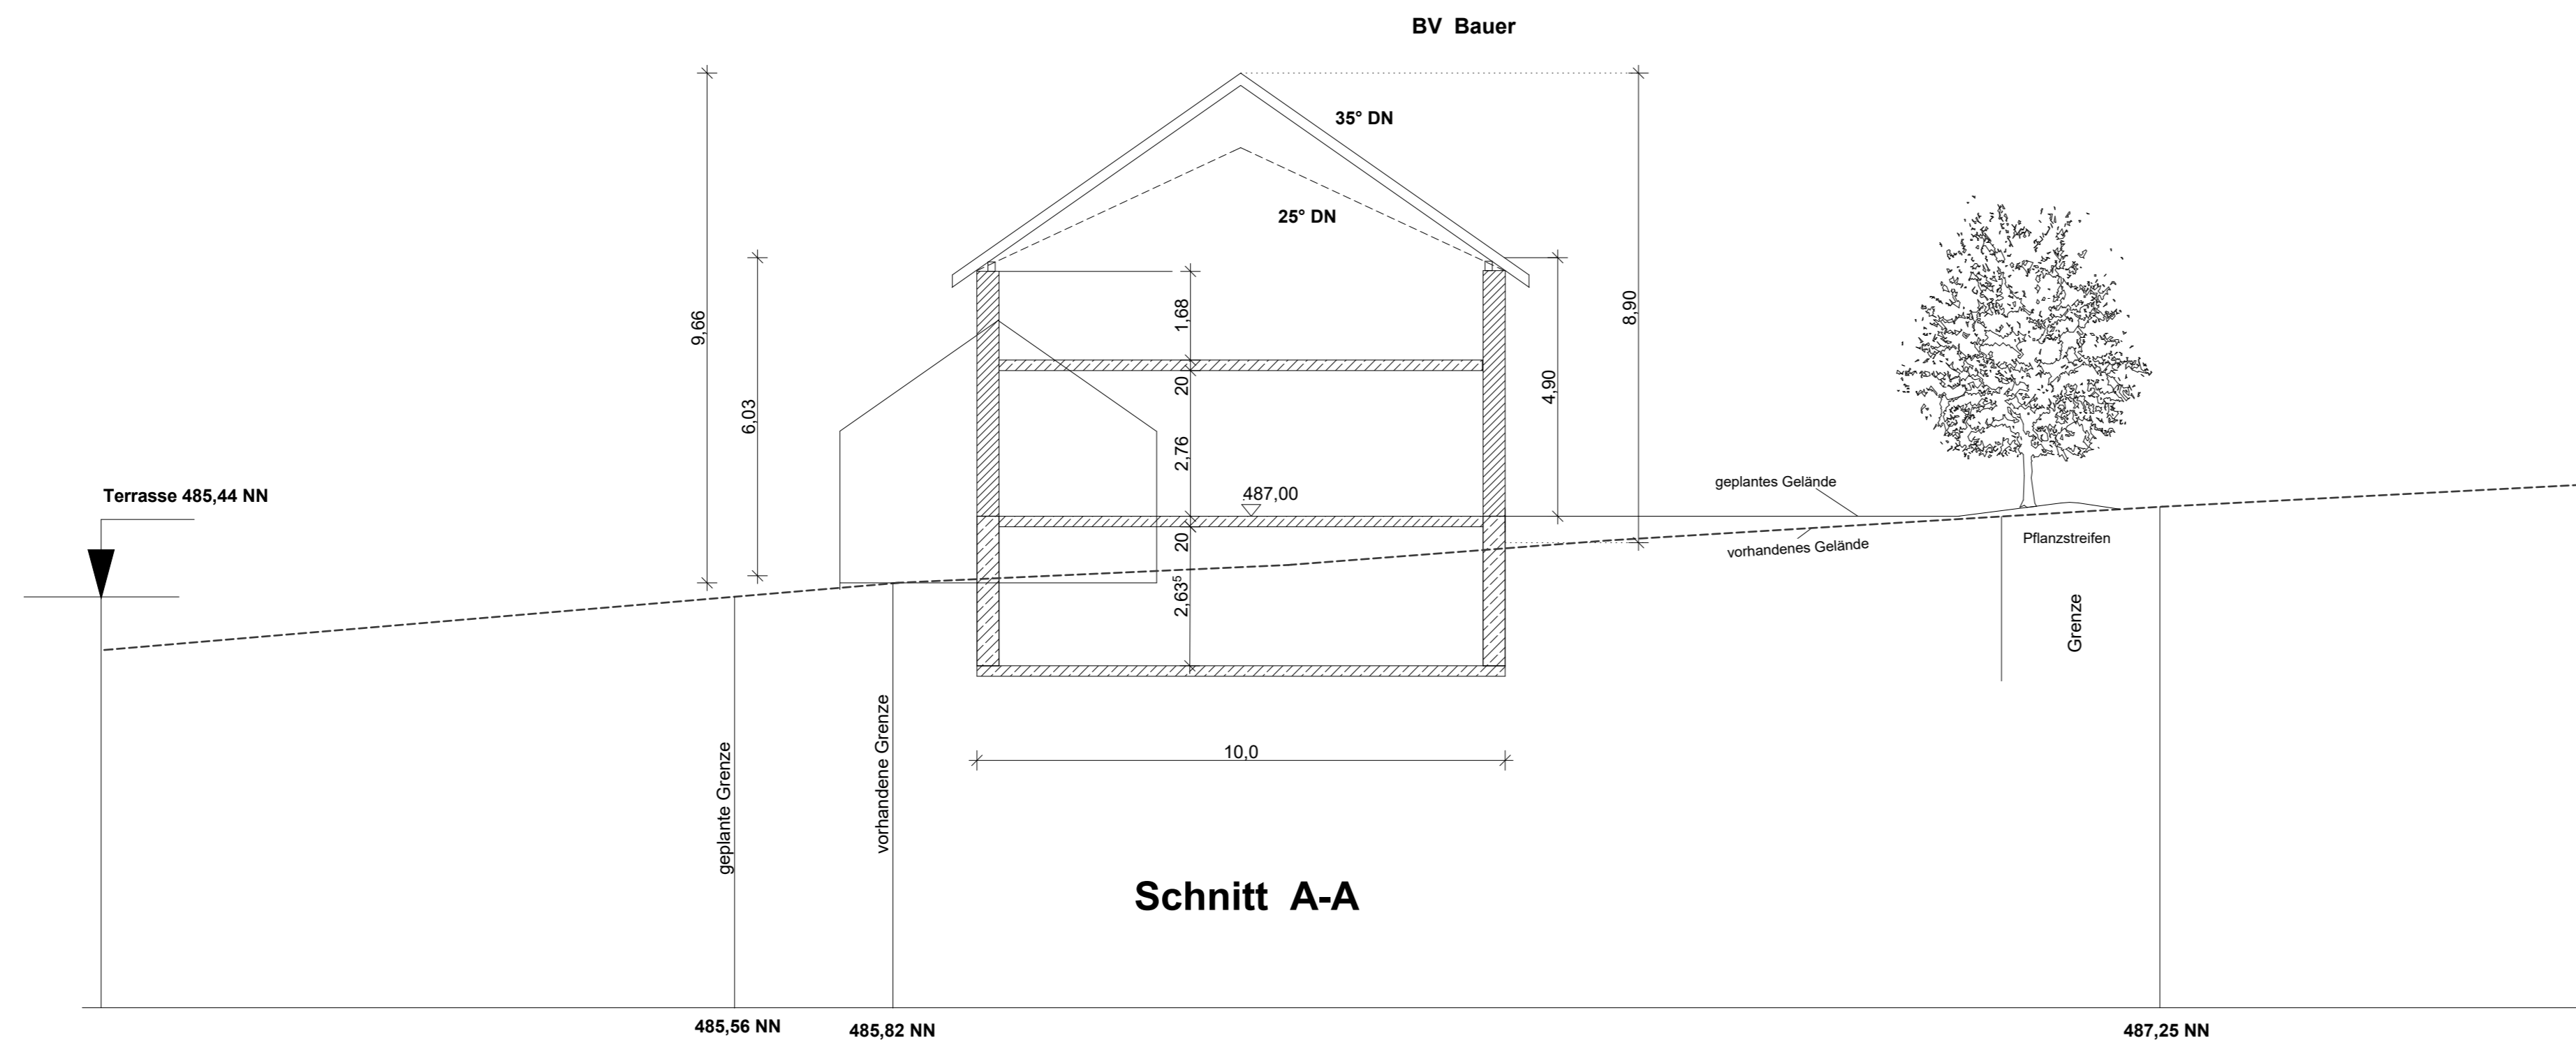 BV Bauer
35° DN
25° DN
9,66
6,03
1,68
20
2,76
20
2,63⁵
4,90
8,90
487,00
Terrasse 485,44 NN
geplantes Gelände
vorhandenes Gelände
Pflanzstreifen
Grenze
geplante Grenze
vorhandene Grenze
10,0
Schnitt A-A
485,56 NN
485,82 NN
487,25 NN